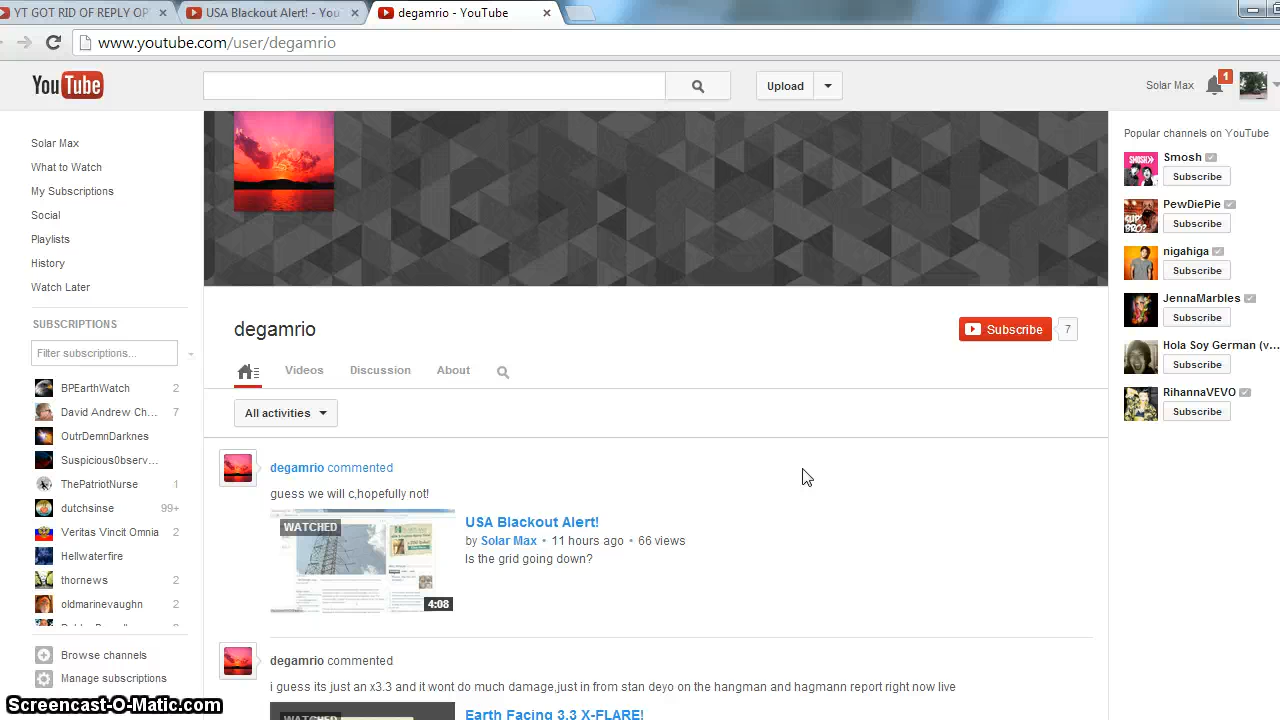 YT GOT RID OF REPLY OP
USA Blackout Alert! - You
degamrio - YouTube
www.youtube.com/user/degamrio
YouTube
Upload
Solar Max
1
Solar Max
What to Watch
My Subscriptions
Social
Playlists
History
Watch Later
SUBSCRIPTIONS
Filter subscriptions...
BPEarthWatch 2
David Andrew Ch... 7
OutrDemnDarknes
Suspicious0bserv...
ThePatriotNurse 1
dutchsinse 99+
Veritas Vincit Omnia 2
Hellwaterfire
thornews 2
oldmarinevaughn 2
Browse channels
Manage subscriptions
degamrio
Subscribe 7
Videos Discussion About
All activities
degamrio commented
guess we will c,hopefully not!
WATCHED
4:08
USA Blackout Alert!
by Solar Max • 11 hours ago • 66 views
Is the grid going down?
degamrio commented
i guess its just an x3.3 and it wont do much damage,just in from stan deyo on the hangman and hagmann report right now live
WATCHED
Earth Facing 3.3 X-FLARE!
Popular channels on YouTube
Smosh
Subscribe
PewDiePie
Subscribe
nigahiga
Subscribe
JennaMarbles
Subscribe
Hola Soy German (v...
Subscribe
RihannaVEVO
Subscribe
Screencast-O-Matic.com